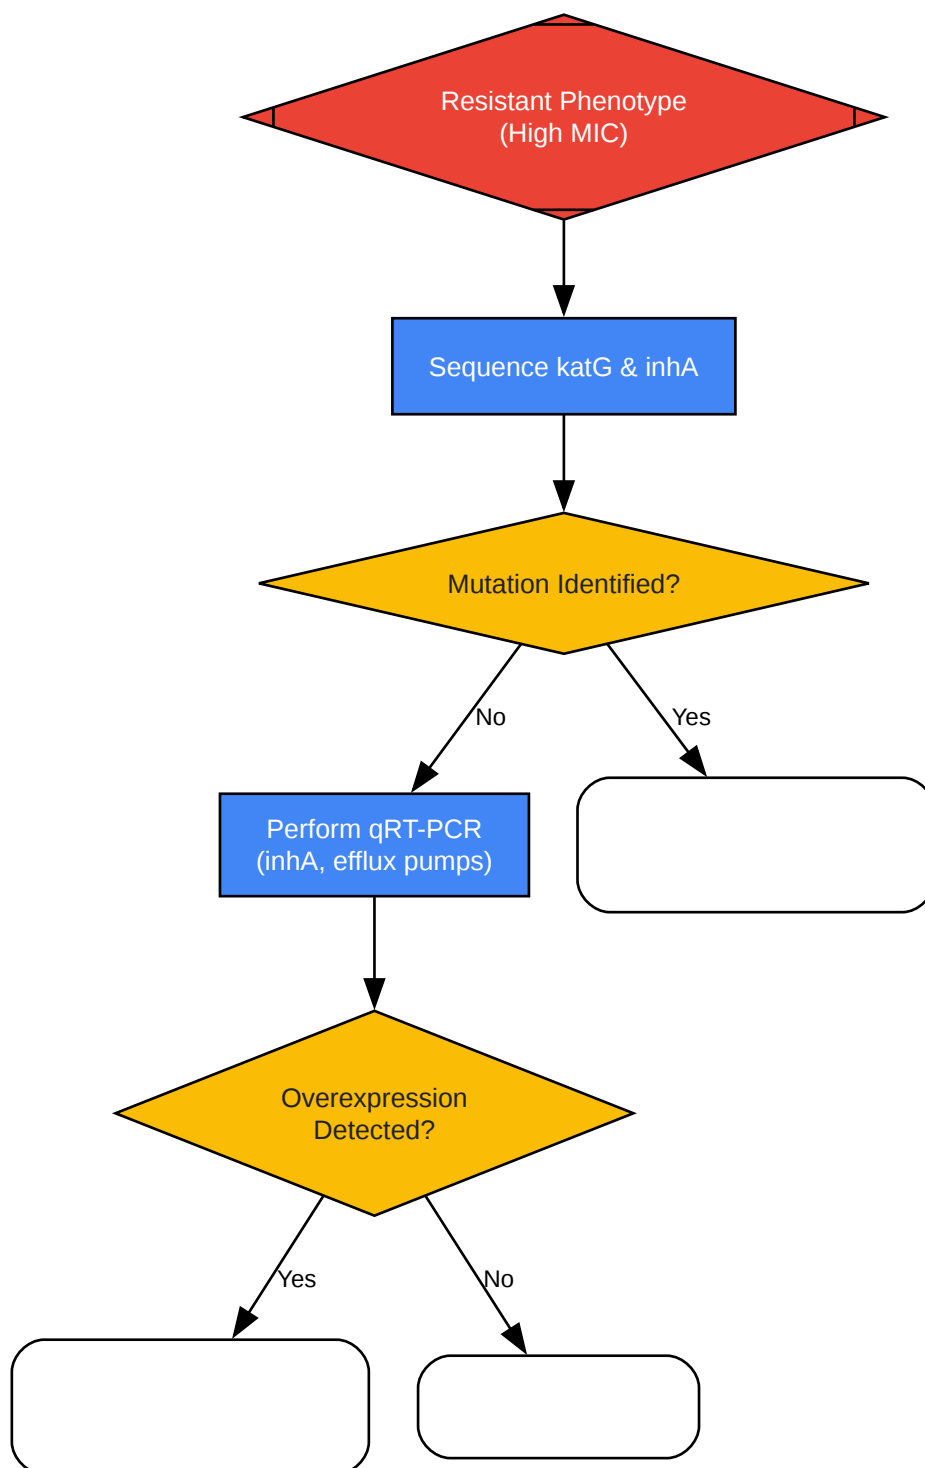 Resistant Phenotype
(High MIC)
Sequence katG & inhA
Mutation Identified?
No
Yes
Perform qRT-PCR
(inhA, efflux pumps)
Overexpression
Detected?
Yes
No